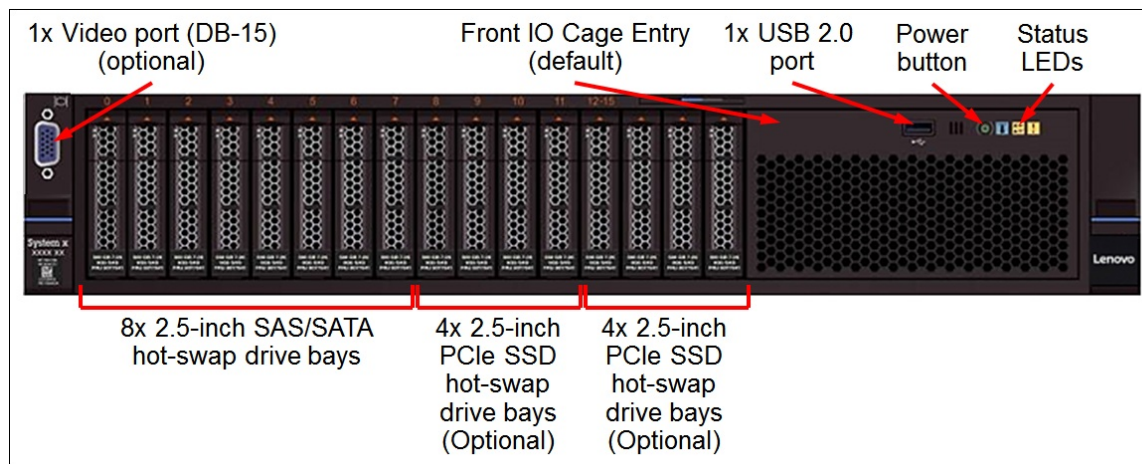 1x Video port (DB-15)
(optional)
Front IO Cage Entry
(default)
1x USB 2.0
port
Power
button
Status
LEDs
0 1 2 3 4 5 6 7 8 9 10 11 12-15
System x
XXXX XX
Lenovo
8x 2.5-inch SAS/SATA
hot-swap drive bays
4x 2.5-inch
PCIe SSD
hot-swap
drive bays
(Optional)
4x 2.5-inch
PCIe SSD
hot-swap
drive bays
(Optional)